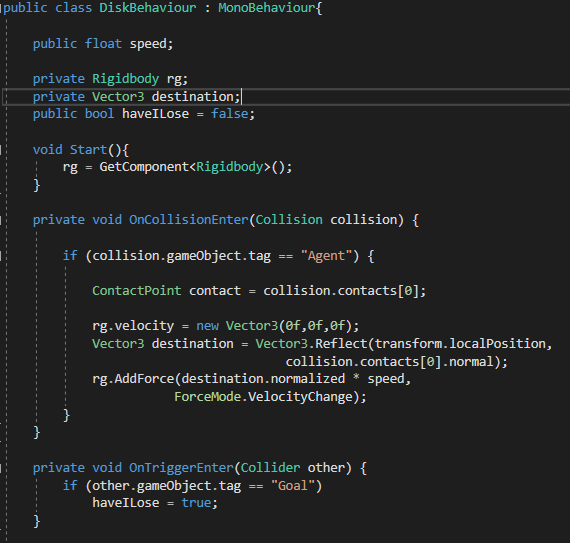 public class DiskBehaviour : MonoBehaviour{
public float speed;
private Rigidbody rg;
private Vector3 destination;
public bool haveILose = false;
void Start(){
rg = GetComponent<Rigidbody>();
}
private void OnCollisionEnter(Collision collision) {
if (collision.gameObject.tag == "Agent") {
ContactPoint contact = collision.contacts[0];
rg.velocity = new Vector3(0f,0f,0f);
Vector3 destination = Vector3.Reflect(transform.localPosition,
collision.contacts[0].normal);
rg.AddForce(destination.normalized * speed,
ForceMode.VelocityChange);
}
}
private void OnTriggerEnter(Collider other) {
if (other.gameObject.tag == "Goal")
haveILose = true;
}